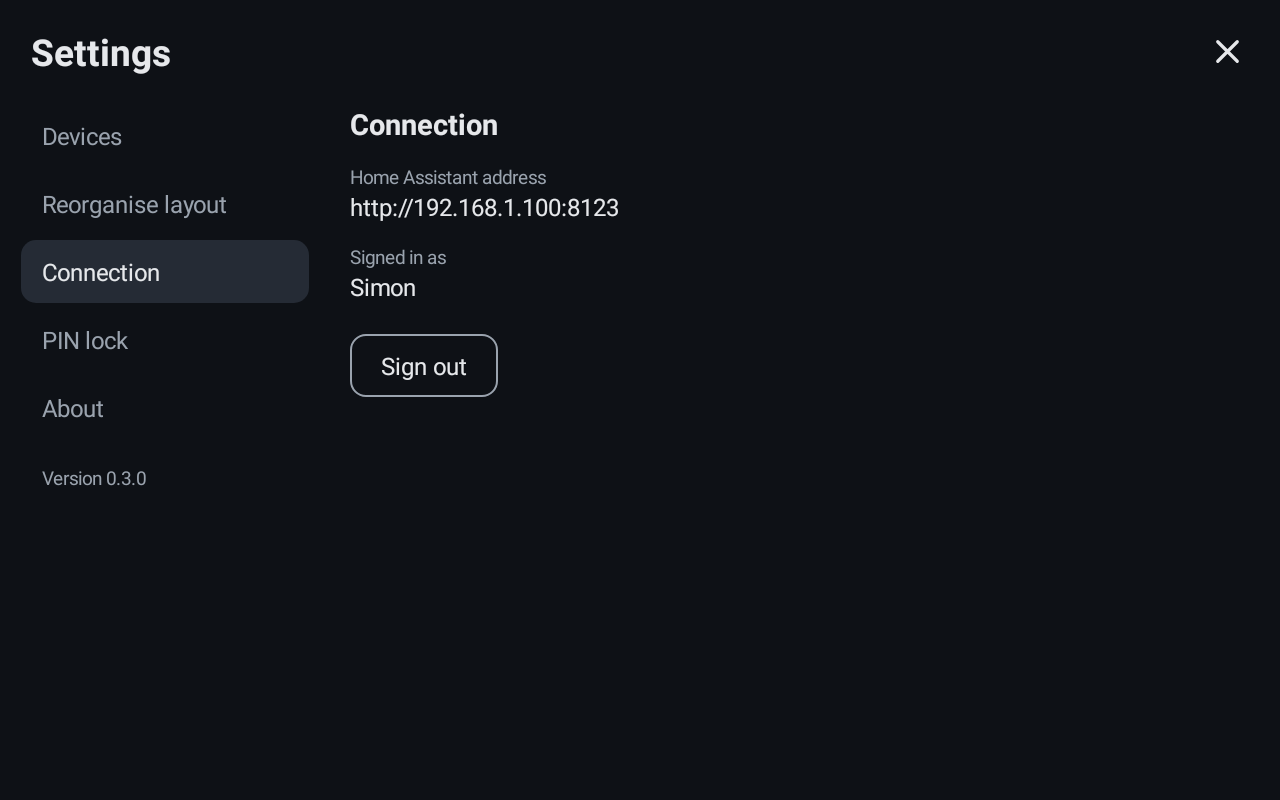 Settings
Devices
Reorganise layout
Connection
PIN lock
About
Version 0.3.0
Connection
Home Assistant address
http://192.168.1.100:8123
Signed in as
Simon
Sign out